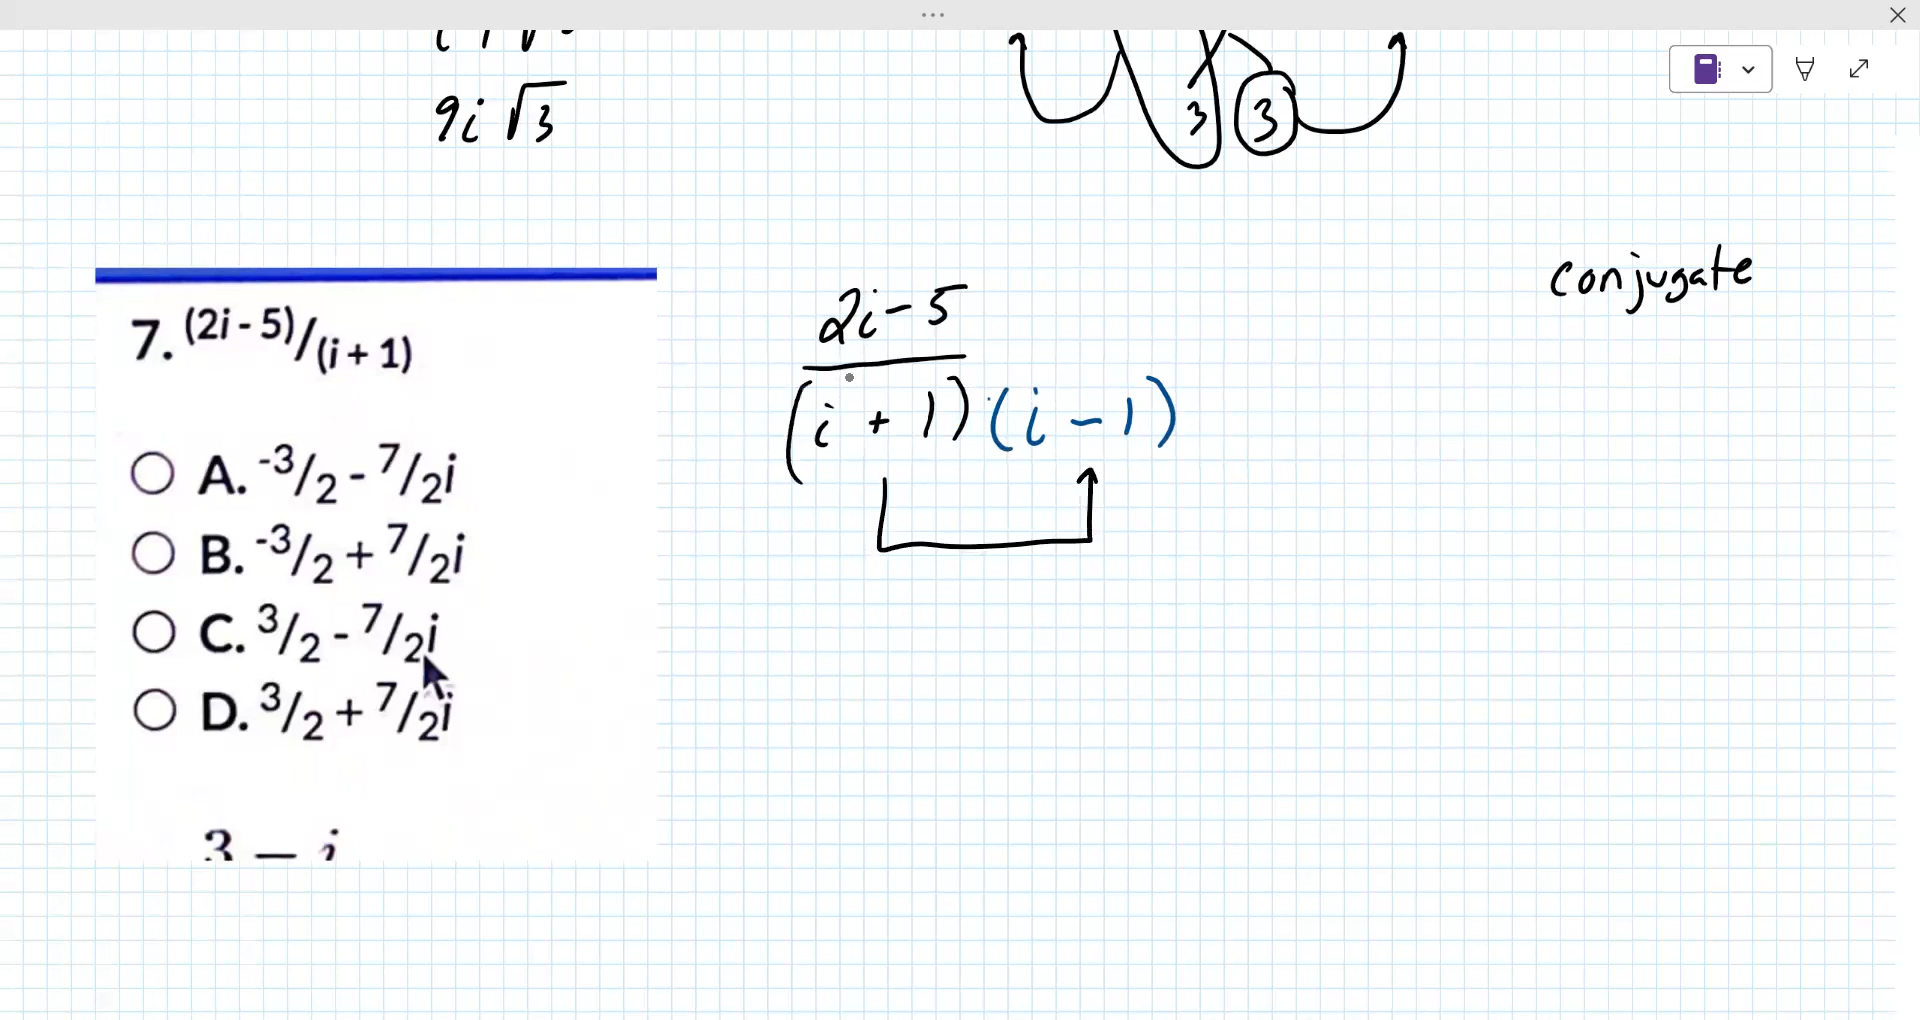 9i √3
3 3
conjugate
7. (2i - 5)/(i + 1)
A. -3/2 - 7/2i
B. -3/2 + 7/2i
C. 3/2 - 7/2i
D. 3/2 + 7/2i
3 − i
2i - 5
(i + 1) (i - 1)